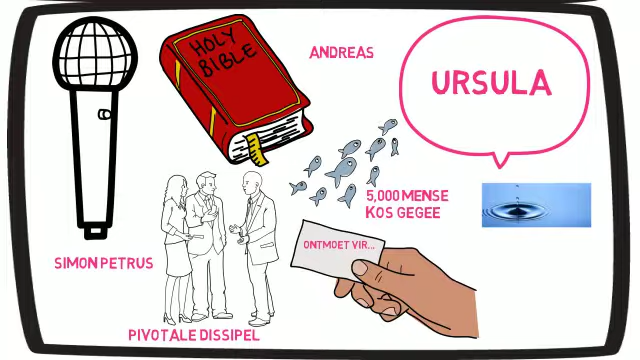 HOLY
BIBLE
ANDREAS
URSULA
5,000 MENSE
KOS GEGEE
ONTMOET VIR...
SIMON PETRUS
PIVOTALE DISSIPEL